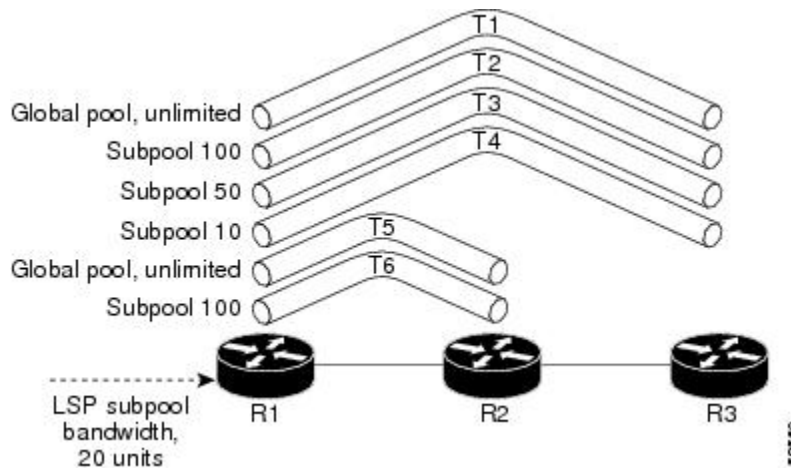 T1
T2
Global pool, unlimited
T3
Subpool 100
T4
Subpool 50
Subpool 10
T5
Global pool, unlimited
T6
Subpool 100
LSP subpool
bandwidth,
20 units
R1
R2
R3